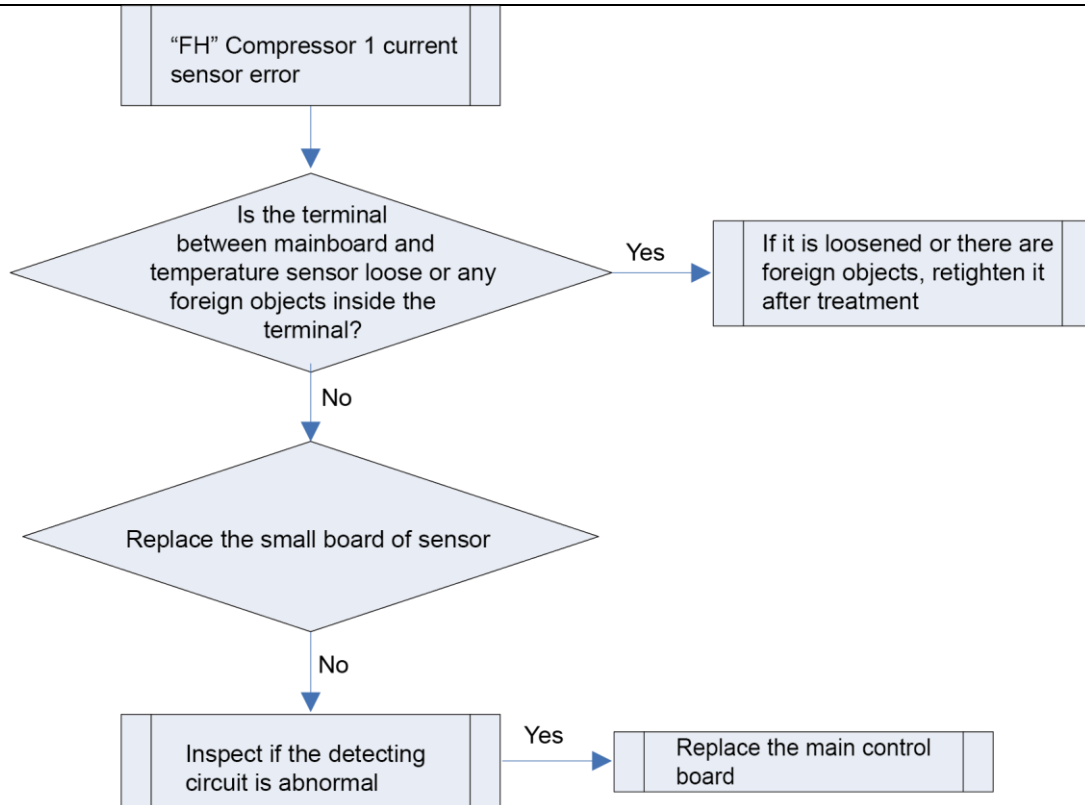 “FH” Compressor 1 current
sensor error
Is the terminal
between mainboard and
temperature sensor loose or any
foreign objects inside the
terminal?
Yes
If it is loosened or there are
foreign objects, retighten it
after treatment
No
Replace the small board of sensor
No
Inspect if the detecting
circuit is abnormal
Yes
Replace the main control
board